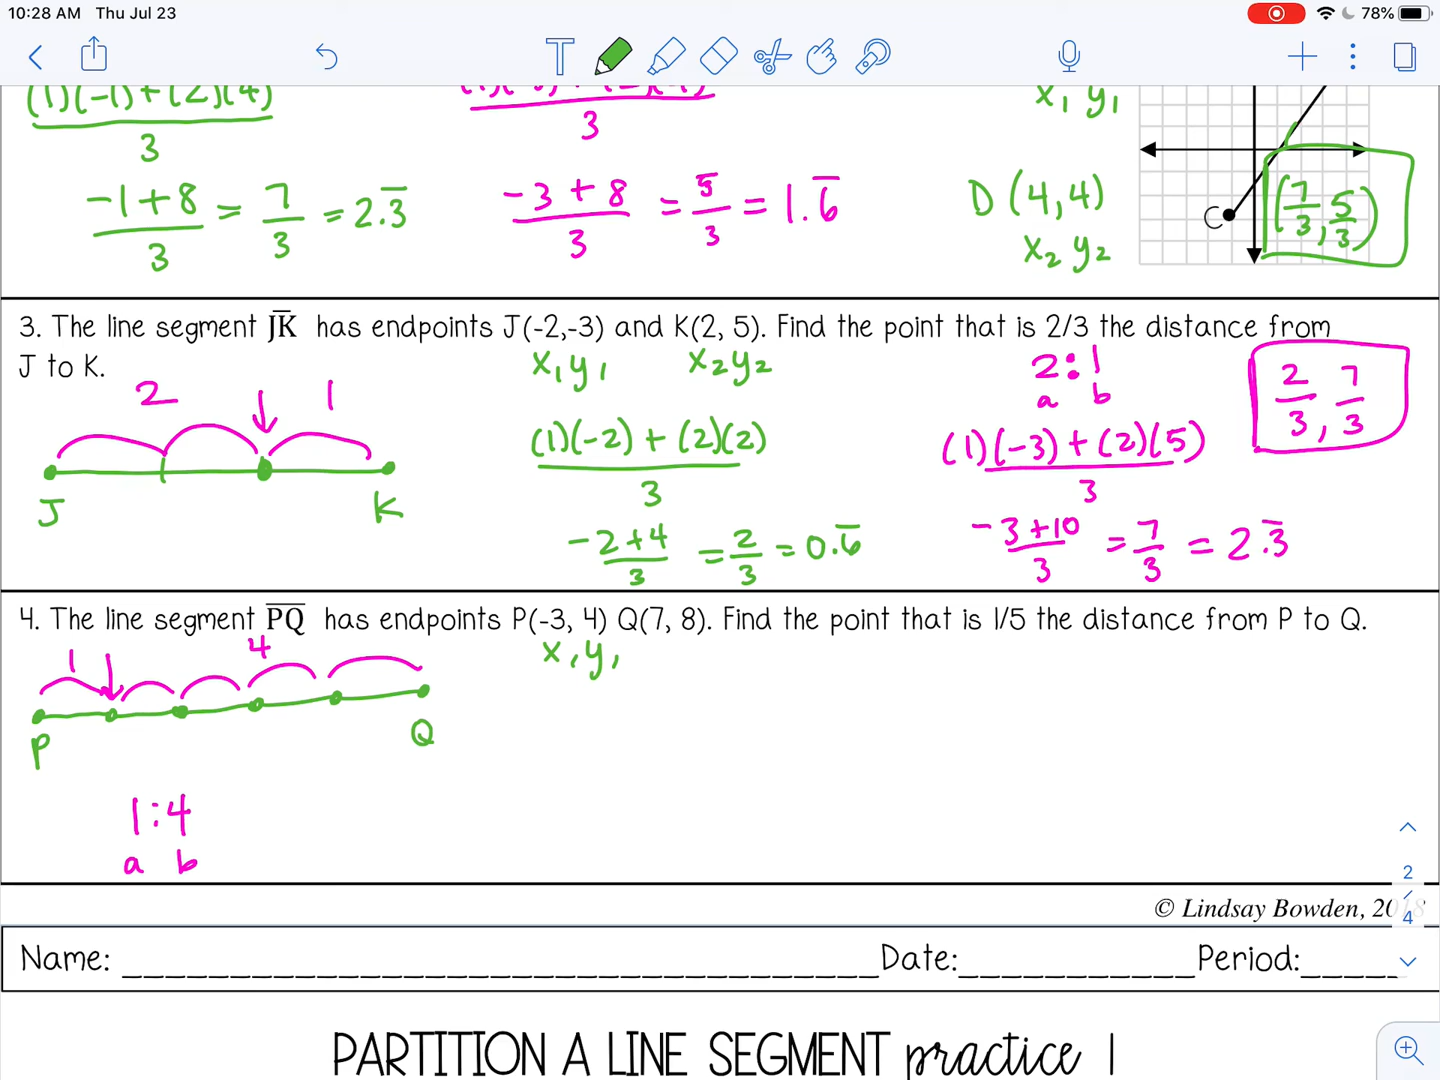 10:28 AM Thu Jul 23
78%
(1)(-1)+(2)(4)
3
3
-1+8/3 = 7/3 = 2.3̅
-3+8/3 = 5/3 = 1.6̅
x₁ y₁
D (4,4)
x₂ y₂
C
(7/3, 5/3)
3. The line segment J̅K̅ has endpoints J(-2,-3) and K(2, 5). Find the point that is 2/3 the distance from
J to K.
x₁ y₁ x₂ y₂
2 1
J K
2:1
a b
2/3, 7/3
(1)(-2) + (2)(2)
3
(1)(-3) + (2)(5)
3
-2+4/3 = 2/3 = 0.6̅
-3+10/3 = 7/3 = 2.3̅
4. The line segment P̅Q̅ has endpoints P(-3, 4) Q(7, 8). Find the point that is 1/5 the distance from P to Q.
x₁ y₁
1 4
P Q
1:4
a b
2
/
4
© Lindsay Bowden,
Name: Date: Period:
PARTITION A LINE SEGMENT practice 1